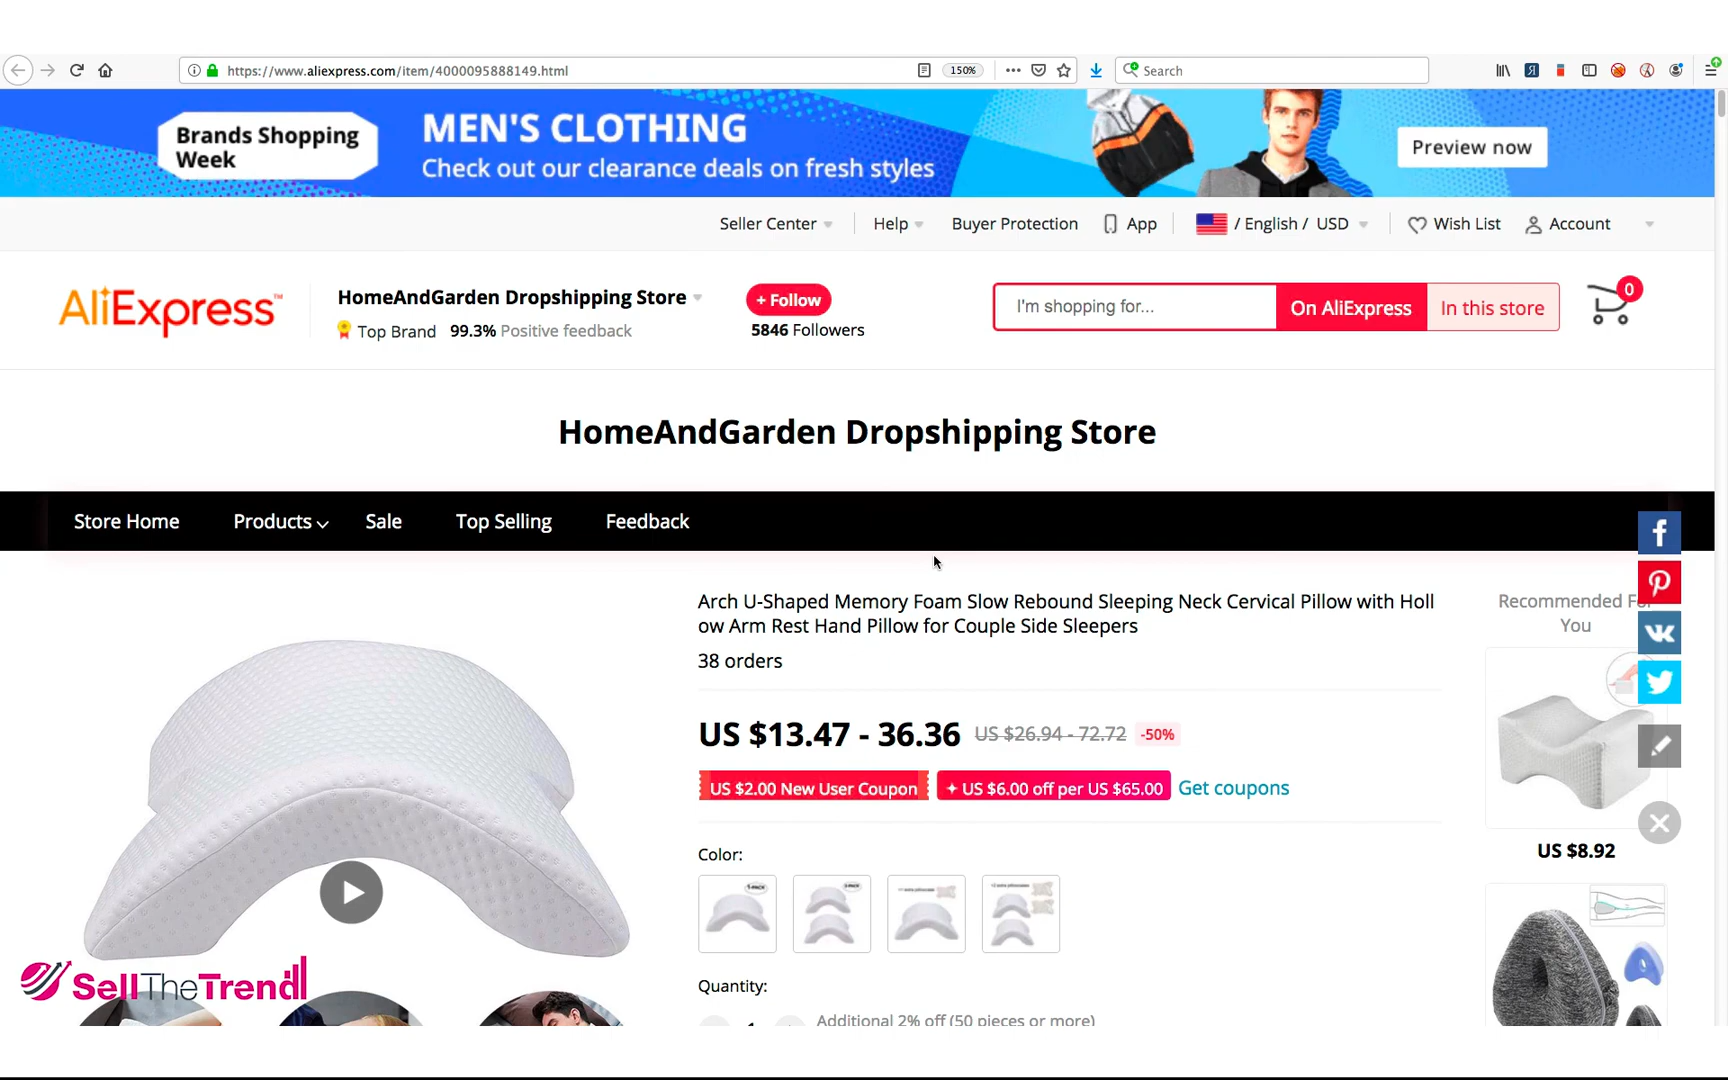 https://www.aliexpress.com/item/4000095888149.html
150%
Search
Brands Shopping
Week
MEN'S CLOTHING
Check out our clearance deals on fresh styles
Preview now
Seller Center
Help
Buyer Protection
App
/ English / USD
Wish List
Account
AliExpress™
HomeAndGarden Dropshipping Store
Top Brand 99.3% Positive feedback
+ Follow
5846 Followers
I'm shopping for...
On AliExpress
In this store
0
HomeAndGarden Dropshipping Store
Store Home
Products
Sale
Top Selling
Feedback
Arch U-Shaped Memory Foam Slow Rebound Sleeping Neck Cervical Pillow with Holl
ow Arm Rest Hand Pillow for Couple Side Sleepers
38 orders
US $13.47 - 36.36 US $26.94 - 72.72 -50%
US $2.00 New User Coupon
+ US $6.00 off per US $65.00
Get coupons
Color:
Quantity:
Additional 2% off (50 pieces or more)
Recommended
You
US $8.92
SellTheTrend